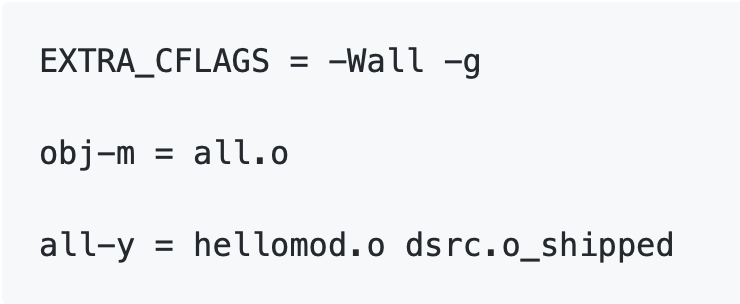 EXTRA_CFLAGS = -Wall -g
obj-m = all.o
all-y = hellomod.o dsrc.o_shipped